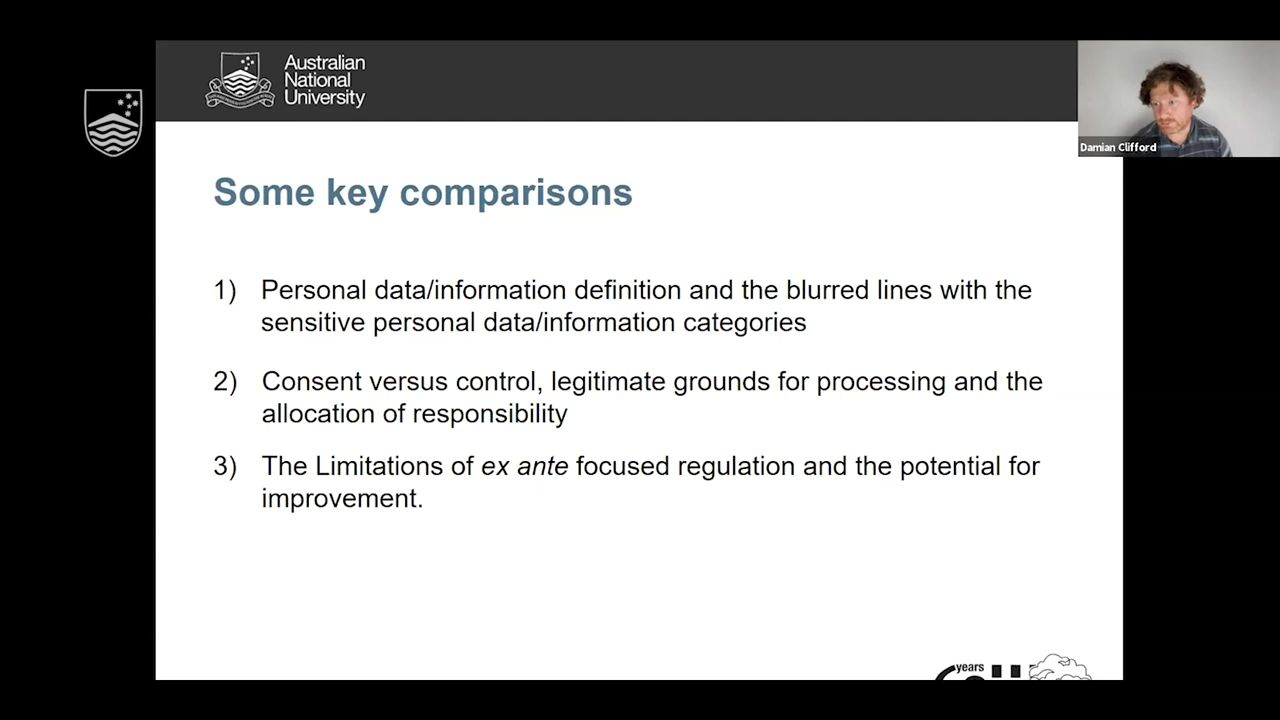 Australian
National
University
Damian Clifford
Some key comparisons
1) Personal data/information definition and the blurred lines with the
sensitive personal data/information categories
2) Consent versus control, legitimate grounds for processing and the
allocation of responsibility
3) The Limitations of ex ante focused regulation and the potential for
improvement.
years